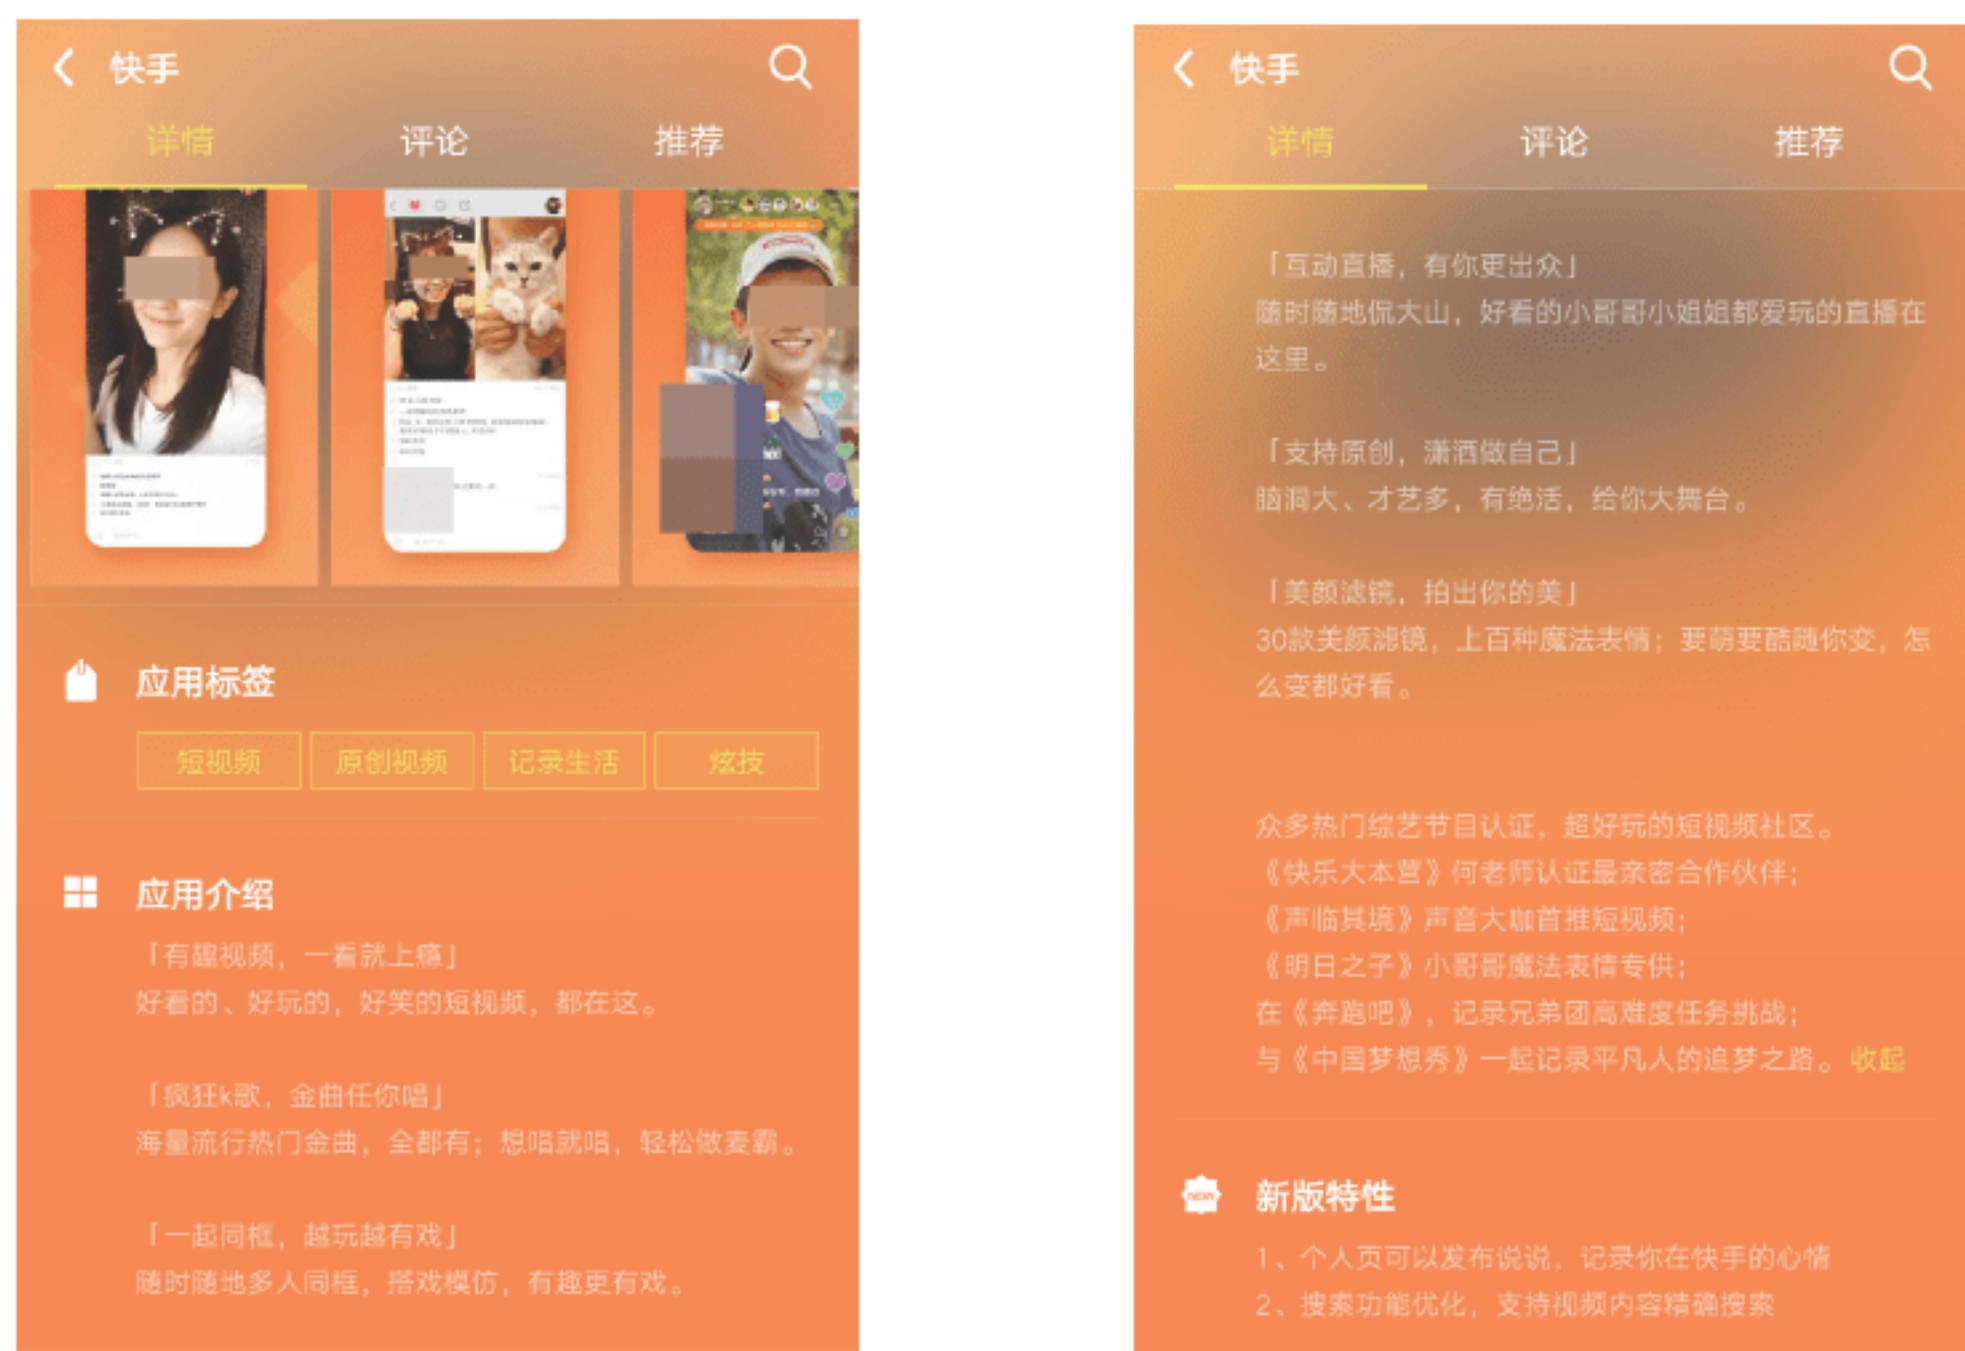 快手
详情
评论
推荐
应用标签
短视频
原创视频
记录生活
炫技
应用介绍
「有趣视频，一看就上瘾」
好看的、好玩的，好笑的短视频，都在这。
「疯狂k歌，金曲任你唱」
海量流行热门金曲，全都有；想唱就唱，轻松做麦霸。
「一起同框，越玩越有戏」
随时随地多人同框，搭戏模仿，有趣更有戏。
快手
详情
评论
推荐
「互动直播，有你更出众」
随时随地侃大山，好看的小哥哥小姐姐都爱玩的直播在
这里。
「支持原创，潇洒做自己」
脑洞大、才艺多，有绝活，给你大舞台。
「美颜滤镜，拍出你的美」
30款美颜滤镜，上百种魔法表情；要萌要酷随你变，怎
么变都好看。
众多热门综艺节目认证，超好玩的短视频社区。
《快乐大本营》何老师认证最亲密合作伙伴；
《声临其境》声音大咖首推短视频；
《明日之子》小哥哥魔法表情专供；
在《奔跑吧》，记录兄弟团高难度任务挑战；
与《中国梦想秀》一起记录平凡人的追梦之路。收起
NEW
新版特性
1、个人页可以发布说说，记录你在快手的心情
2、搜索功能优化，支持视频内容精确搜索